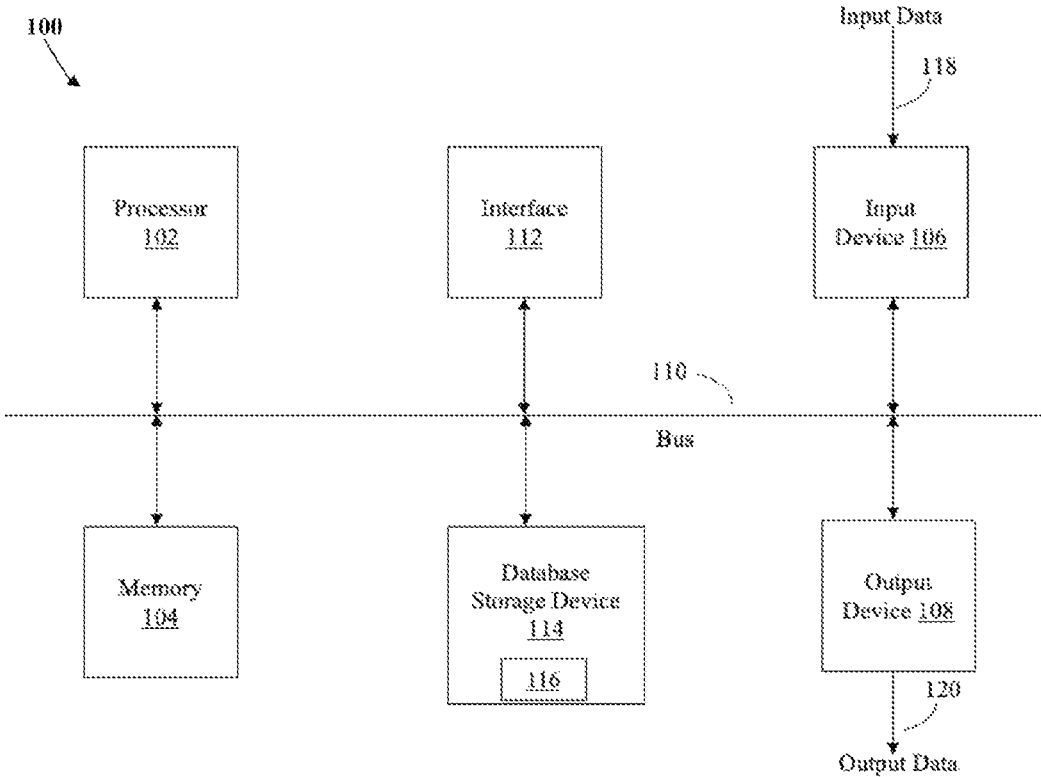 100
Input Data
118
Processor
102
Interface
112
Input
Device 106
110
Bus
Memory
104
Database
Storage Device
114
116
Output
Device 108
120
Output Data